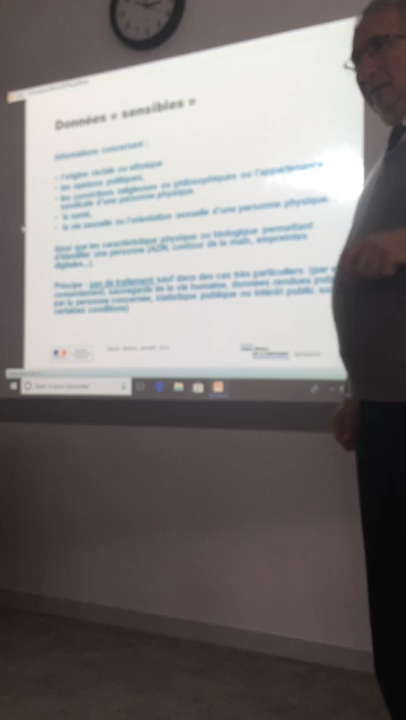 Données « sensibles »
Informations concernant :
- l'origine raciale ou ethnique
- les opinions politiques,
- les convictions religieuses ou philosophiques ou l'appartenance
syndicale d'une personne physique,
- la santé,
- la vie sexuelle ou l'orientation sexuelle d'une personne physique.
Ainsi que les caractéristique physique ou biologique permettant
d'identifier une personne (ADN, contour de la main, empreintes
digitales...)
Principe : pas de traitement sauf dans des cas très particuliers (par
consentement, sauvegarde de la vie humaine, données rendues
par la personne concernée, statistique publique ou intérêt public
certaines conditions)